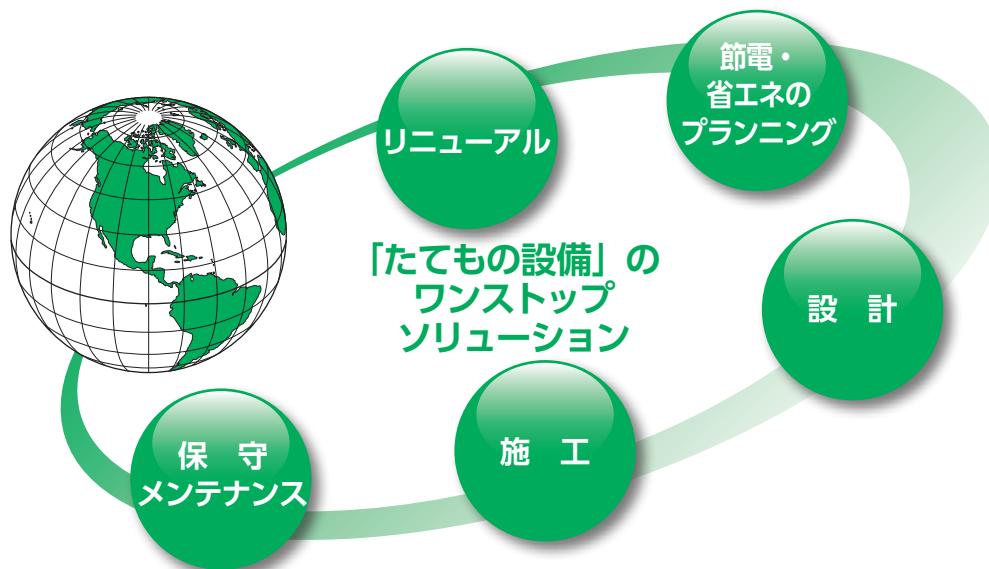 リニューアル
節電・
省エネの
プランニング
「たてもの設備」の
ワンストップ
ソリューション
設　計
施　工
保　守
メンテナンス